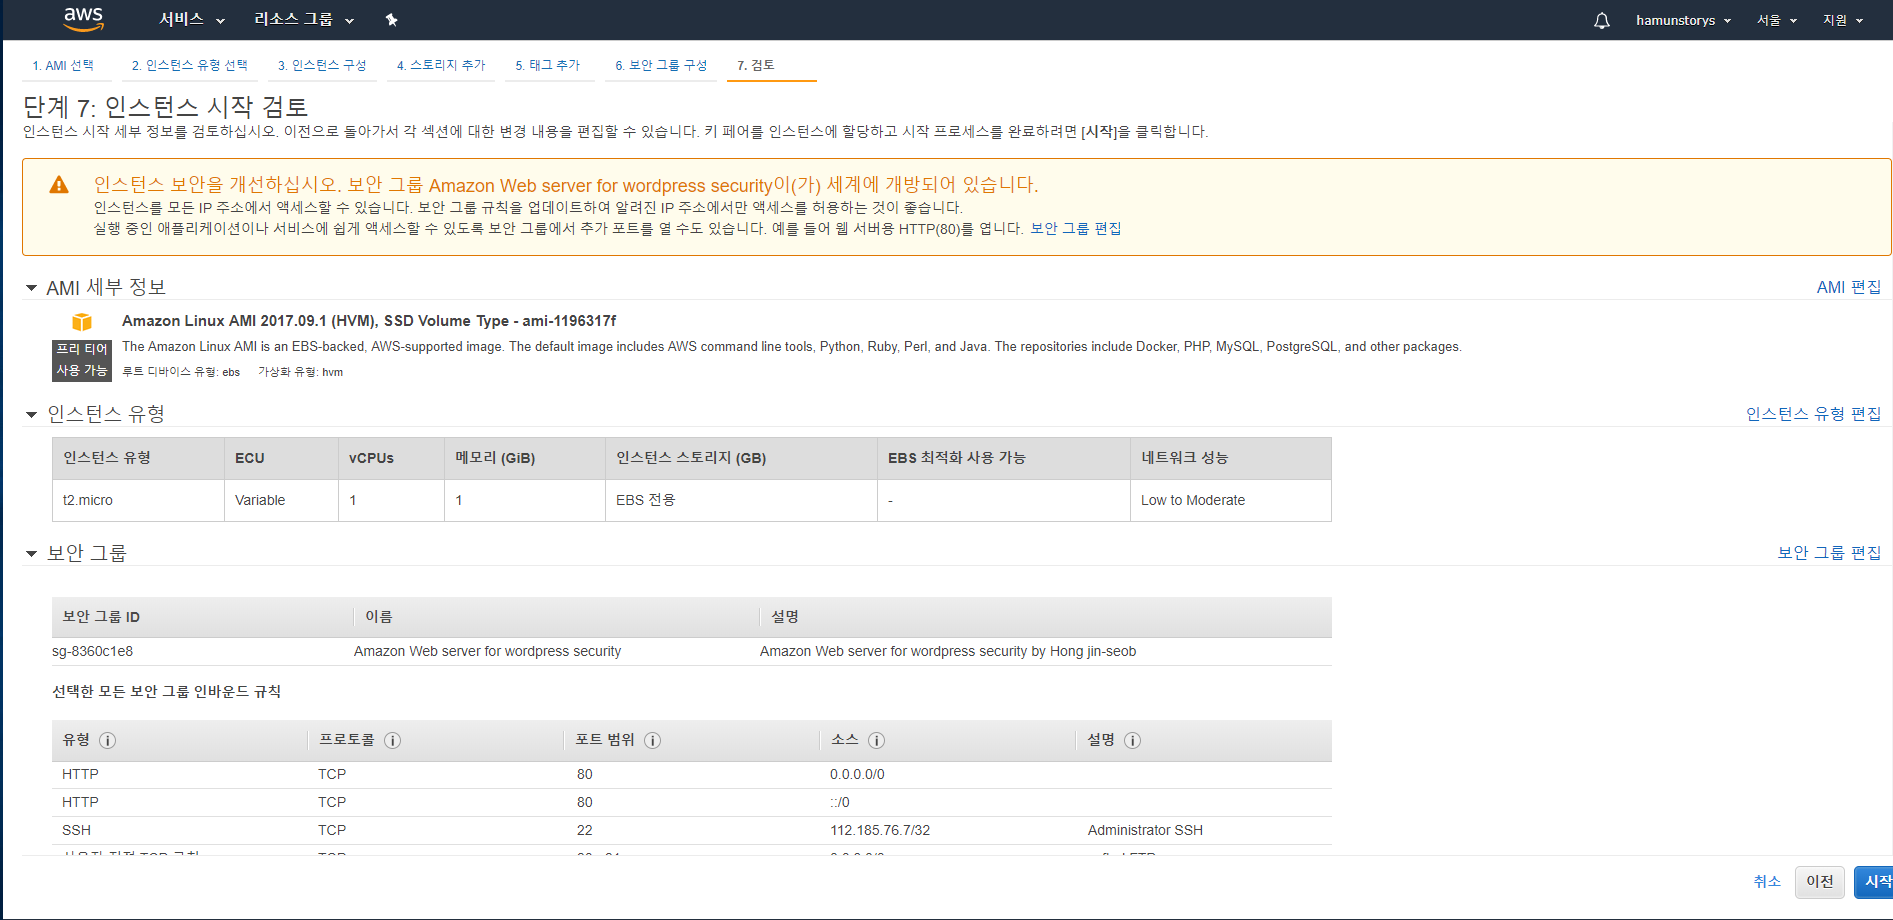 aws 서비스 리소스 그룹 hamunstorys 서울 지원
1. AMI 선택 2. 인스턴스 유형 선택 3. 인스턴스 구성 4. 스토리지 추가 5. 태그 추가 6. 보안 그룹 구성 7. 검토
단계 7: 인스턴스 시작 검토
인스턴스 시작 세부 정보를 검토하십시오. 이전으로 돌아가서 각 섹션에 대한 변경 내용을 편집할 수 있습니다. 키 페어를 인스턴스에 할당하고 시작 프로세스를 완료하려면 [시작]을 클릭합니다.
인스턴스 보안을 개선하십시오. 보안 그룹 Amazon Web server for wordpress security이(가) 세계에 개방되어 있습니다.
인스턴스를 모든 IP 주소에서 액세스할 수 있습니다. 보안 그룹 규칙을 업데이트하여 알려진 IP 주소에서만 액세스를 허용하는 것이 좋습니다.
실행 중인 애플리케이션이나 서비스에 쉽게 액세스할 수 있도록 보안 그룹에서 추가 포트를 열 수도 있습니다. 예를 들어 웹 서버용 HTTP(80)를 엽니다. 보안 그룹 편집
AMI 세부 정보 AMI 편집
Amazon Linux AMI 2017.09.1 (HVM), SSD Volume Type - ami-1196317f
프리 티어 The Amazon Linux AMI is an EBS-backed, AWS-supported image. The default image includes AWS command line tools, Python, Ruby, Perl, and Java. The repositories include Docker, PHP, MySQL, PostgreSQL, and other packages.
사용 가능 루트 디바이스 유형: ebs 가상화 유형: hvm
인스턴스 유형 인스턴스 유형 편집
인스턴스 유형 ECU vCPUs 메모리 (GiB) 인스턴스 스토리지 (GB) EBS 최적화 사용 가능 네트워크 성능
t2.micro Variable 1 1 EBS 전용 - Low to Moderate
보안 그룹 보안 그룹 편집
보안 그룹 ID 이름 설명
sg-8360c1e8 Amazon Web server for wordpress security Amazon Web server for wordpress security by Hong jin-seob
선택한 모든 보안 그룹 인바운드 규칙
유형 프로토콜 포트 범위 소스 설명
HTTP TCP 80 0.0.0.0/0
HTTP TCP 80 ::/0
SSH TCP 22 112.185.76.7/32 Administrator SSH
취소 이전 시작